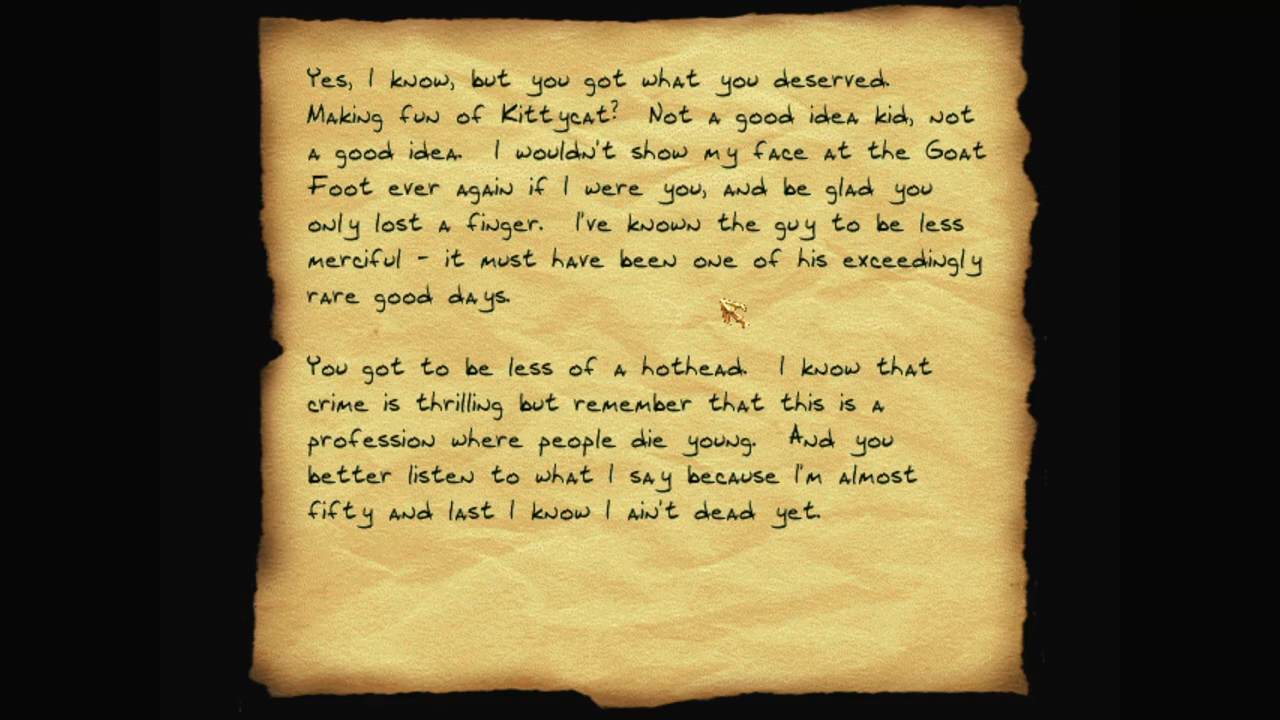 Yes, I know, but you got what you deserved.
Making fun of Kittycat?  Not a good idea kid, not
a good idea.  I wouldn't show my face at the Goat
Foot ever again if I were you, and be glad you
only lost a finger.  I've known the guy to be less
merciful - it must have been one of his exceedingly
rare good days.
You got to be less of a hothead.  I know that
crime is thrilling but remember that this is a
profession where people die young.  And you
better listen to what I say because I'm almost
fifty and last I know I ain't dead yet.